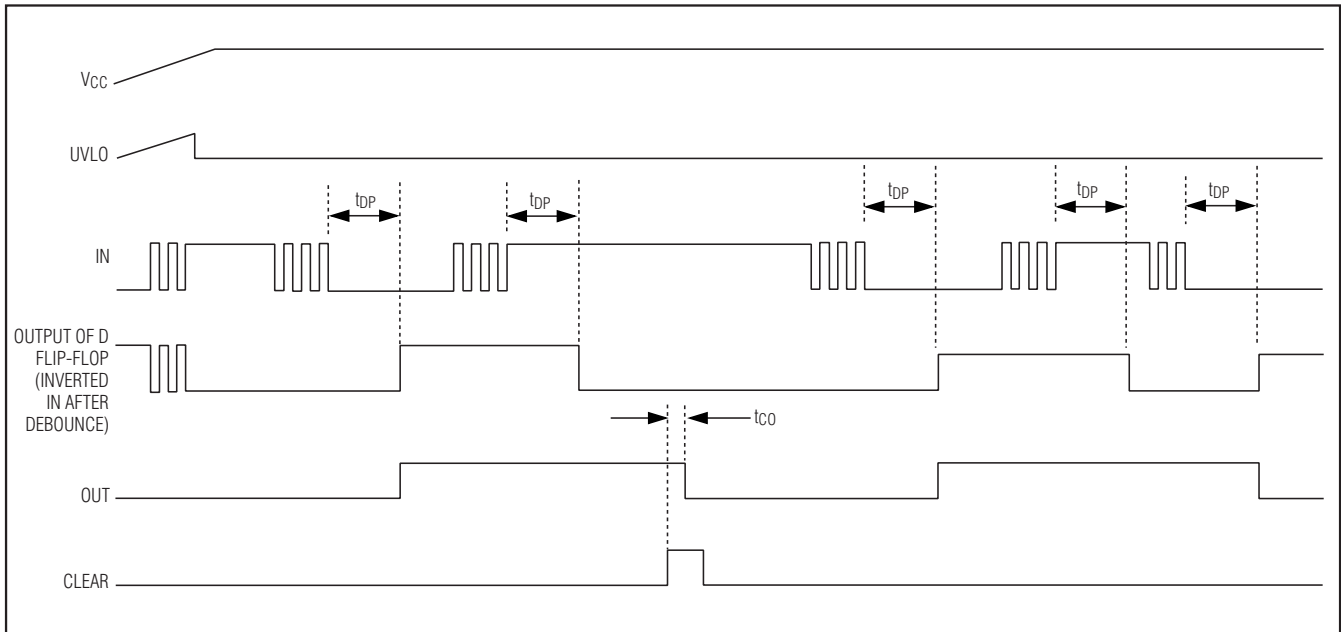 VCC
UVLO
tDP
tDP
tDP
tDP
tDP
IN
OUTPUT OF D
FLIP-FLOP
(INVERTED
IN AFTER
DEBOUNCE)
tCO
OUT
CLEAR